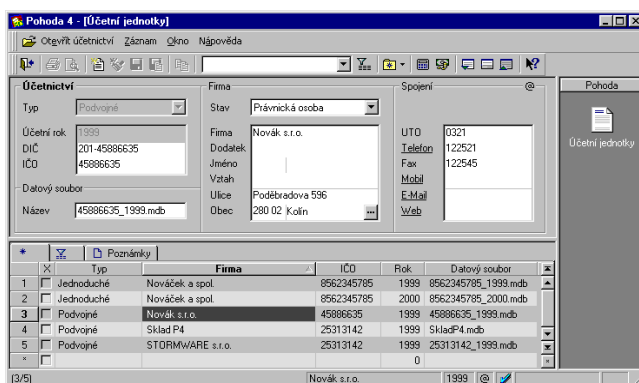 Pohoda 4 - [Účetní jednotky]
Otevřít účetnictví Záznam Okno Nápověda
Účetnictví Firma Spojení @ Pohoda
Typ Podvojné Stav Právnická osoba
Účetní rok 1999 Firma Novák s.r.o. UTO 0321 Účetní jednotky
DIČ 201-45886635 Dodatek Telefon 122521
IČO 45886635 Jméno Fax 122545
Vztah Mobil
Datový soubor Ulice Poděbradova 596 E-Mail
Název 45886635_1999.mdb Obec 280 02 Kolín ... Web
* Poznámky
X Typ Firma IČO Rok Datový soubor
1 Jednoduché Nováček a spol. 8562345785 1999 8562345785_1999.mdb
2 Jednoduché Nováček a spol. 8562345785 2000 8562345785_2000.mdb
3 Podvojné Novák s.r.o. 45886635 1999 45886635_1999.mdb
4 Podvojné Sklad P4 25313142 1999 SkladP4.mdb
5 Podvojné STORMWARE s.r.o. 25313142 1999 25313142_1999.mdb
* 0
(3/5) Novák s.r.o. 1999 @